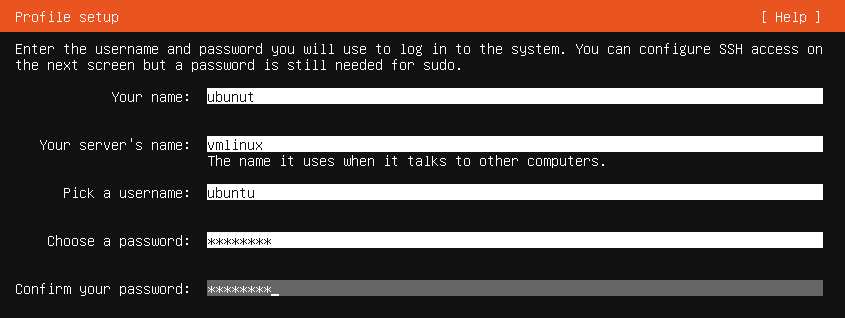 Profile setup [ Help ]
Enter the username and password you will use to log in to the system. You can configure SSH access on
the next screen but a password is still needed for sudo.
Your name: ubunut
Your server's name: vmlinux
The name it uses when it talks to other computers.
Pick a username: ubuntu
Choose a password: ********
Confirm your password: ********_